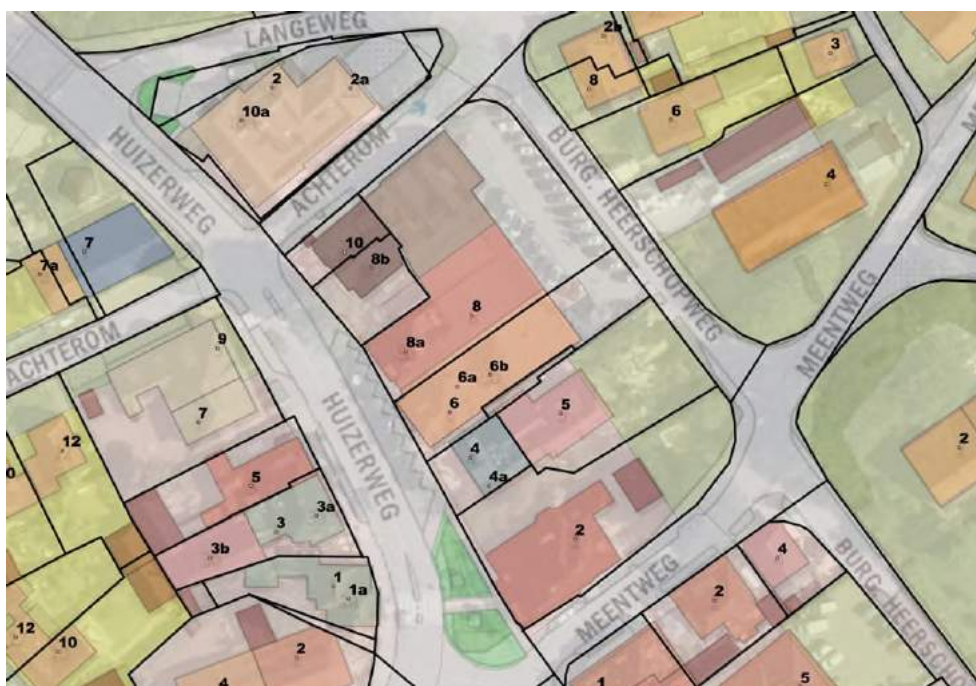 LANGEWEG
2b
3
2
2a
8
10a
6
HUIZERWEG
ACHTEROM
BURG. HEERSCHOPWEG
4
10
7
8b
7a
MEENTWEG
8
ACHTEROM
9
8a
6b
6a
6
5
7
HUIZERWEG
12
4
2
4a
5
3a
3
2
3b
4
1
1a
MEENTWEG
2
BURG. HEERSCHO
12
10
2
4
1
5